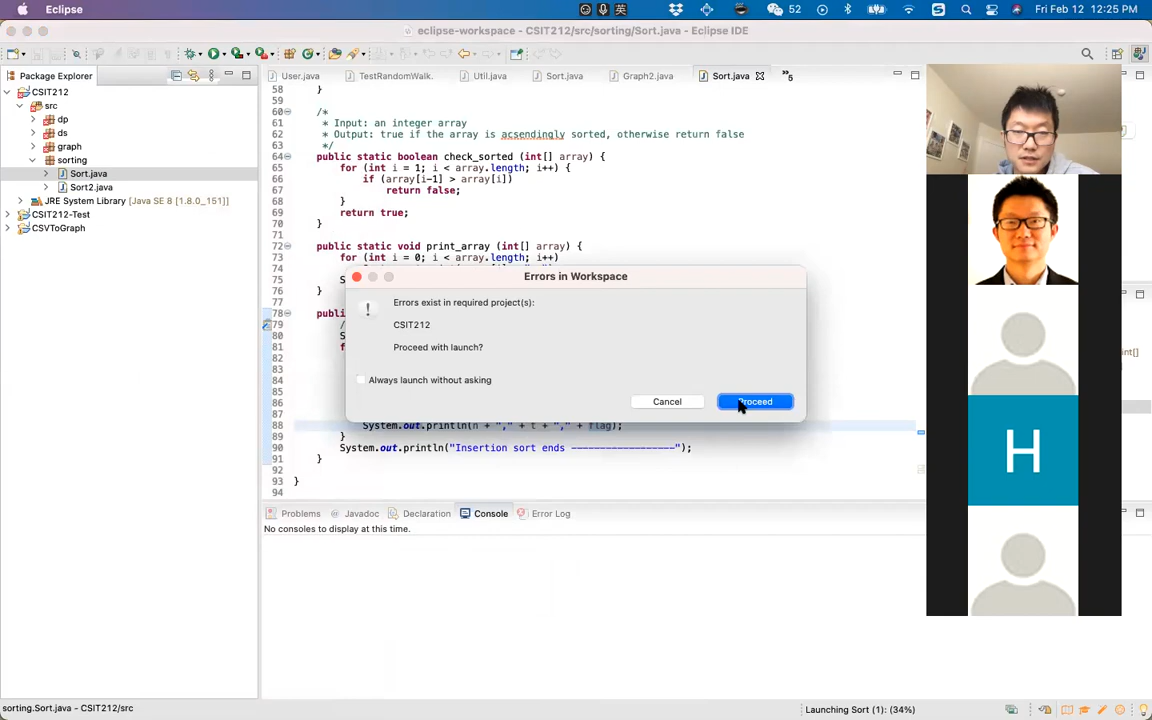 Eclipse
英
52
Fri Feb 12 12:25 PM
eclipse-workspace - CSIT212/src/sorting/Sort.java - Eclipse IDE
Package Explorer
User.java
TestRandomWalk.
Util.java
Sort.java
Graph2.java
Sort.java
»5
CSIT212
src
dp
ds
graph
sorting
Sort.java
Sort2.java
JRE System Library [Java SE 8 [1.8.0_151]]
CSIT212-Test
CSVToGraph
58 }
59
60 /*
61 * Input: an integer array
62 * Output: true if the array is acsendingly sorted, otherwise return false
63 */
64 public static boolean check_sorted (int[] array) {
65 for (int i = 1; i < array.length; i++) {
66 if (array[i-1] > array[i])
67 return false;
68 }
69 return true;
70 }
71
72 public static void print_array (int[] array) {
73 for (int i = 0; i < array.length; i++)
74
75 S
76 }
77
78 publi
79 /
80 S
81 f
82
83
84
85
86
87
88 System.out.println(n + "," + t + "," + flag);
89 }
90 System.out.println("Insertion sort ends ------------------");
91 }
92
93 }
94
Errors in Workspace
!
Errors exist in required project(s):
CSIT212
Proceed with launch?
Always launch without asking
Cancel
Proceed
H
int[]
Problems
Javadoc
Declaration
Console
Error Log
No consoles to display at this time.
sorting.Sort.java - CSIT212/src
Launching Sort (1): (34%)